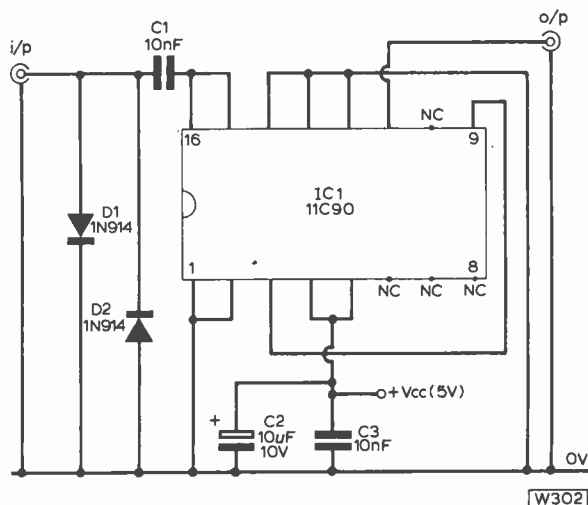 i/p
C1
10nF
o/p
NC
16
9
IC1
11C90
D1
1N914
1
8
NC
NC
NC
D2
1N914
+Vcc(5V)
+
C2
10uF
10V
C3
10nF
0V
W302